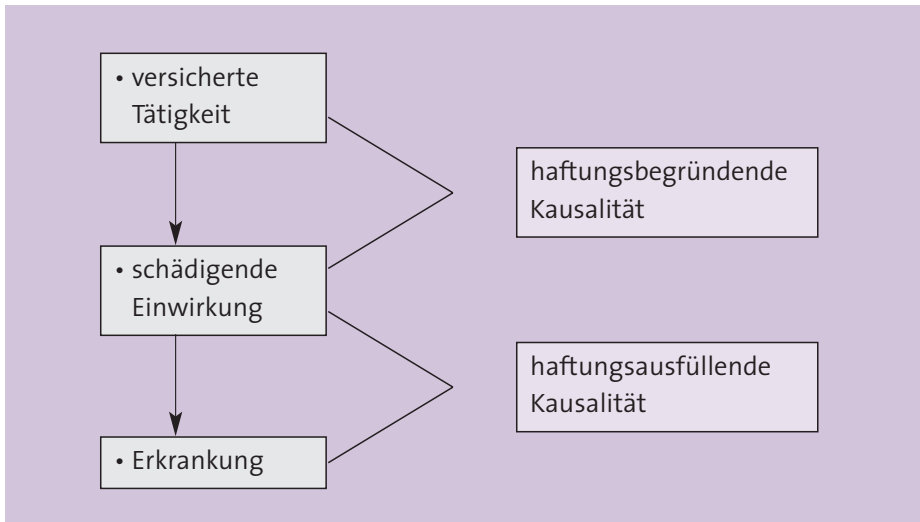 • versicherte
Tätigkeit
haftungsbegründende
Kausalität
• schädigende
Einwirkung
haftungsausfüllende
Kausalität
• Erkrankung